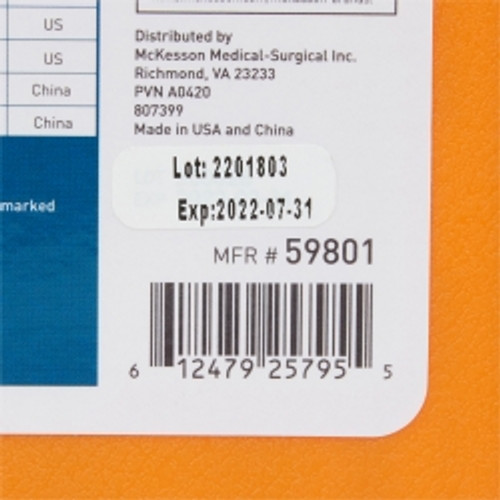 US
US
China
China
marked
Distributed by
McKesson Medical-Surgical Inc.
Richmond, VA 23233
PVN A0420
807399
Made in USA and China
Lot: 2201803
Exp:2022-07-31
MFR # 59801
6 12479 25795 5